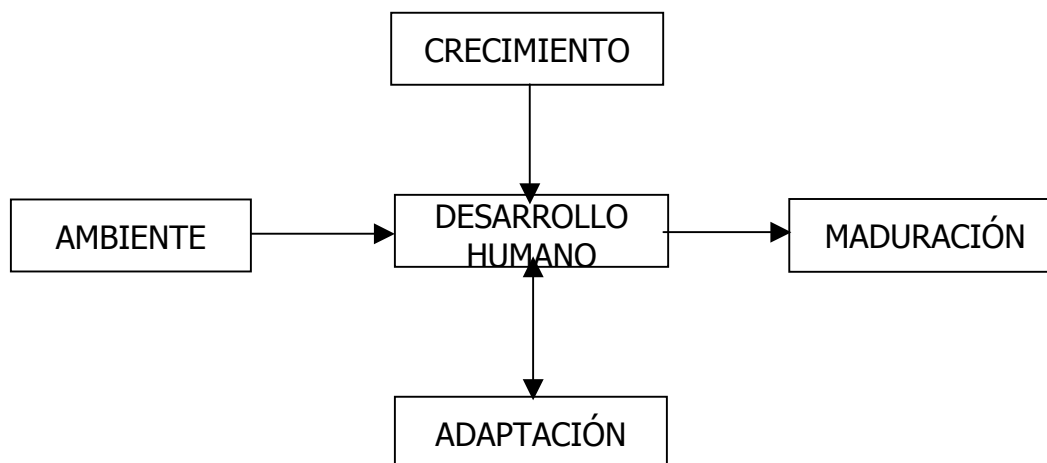 CRECIMIENTO
AMBIENTE
DESARROLLO
HUMANO
MADURACIÓN
ADAPTACIÓN